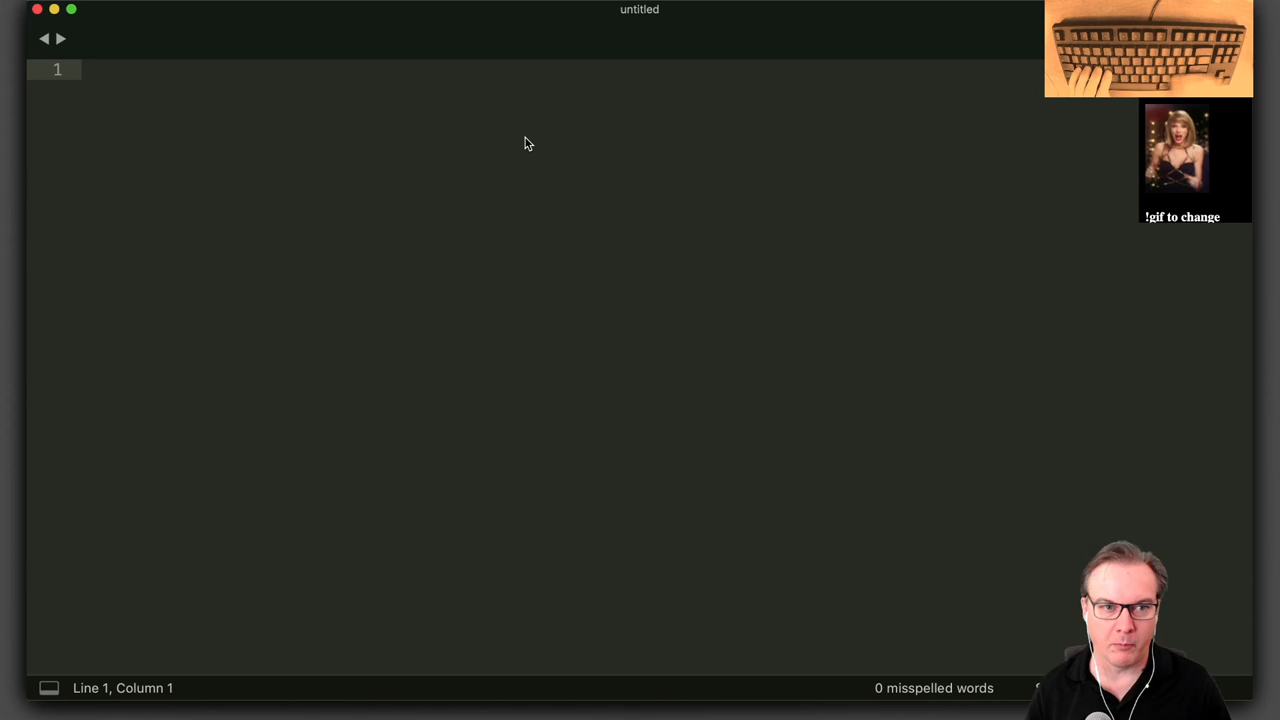 untitled
1
!gif to change
Line 1, Column 1
0 misspelled words